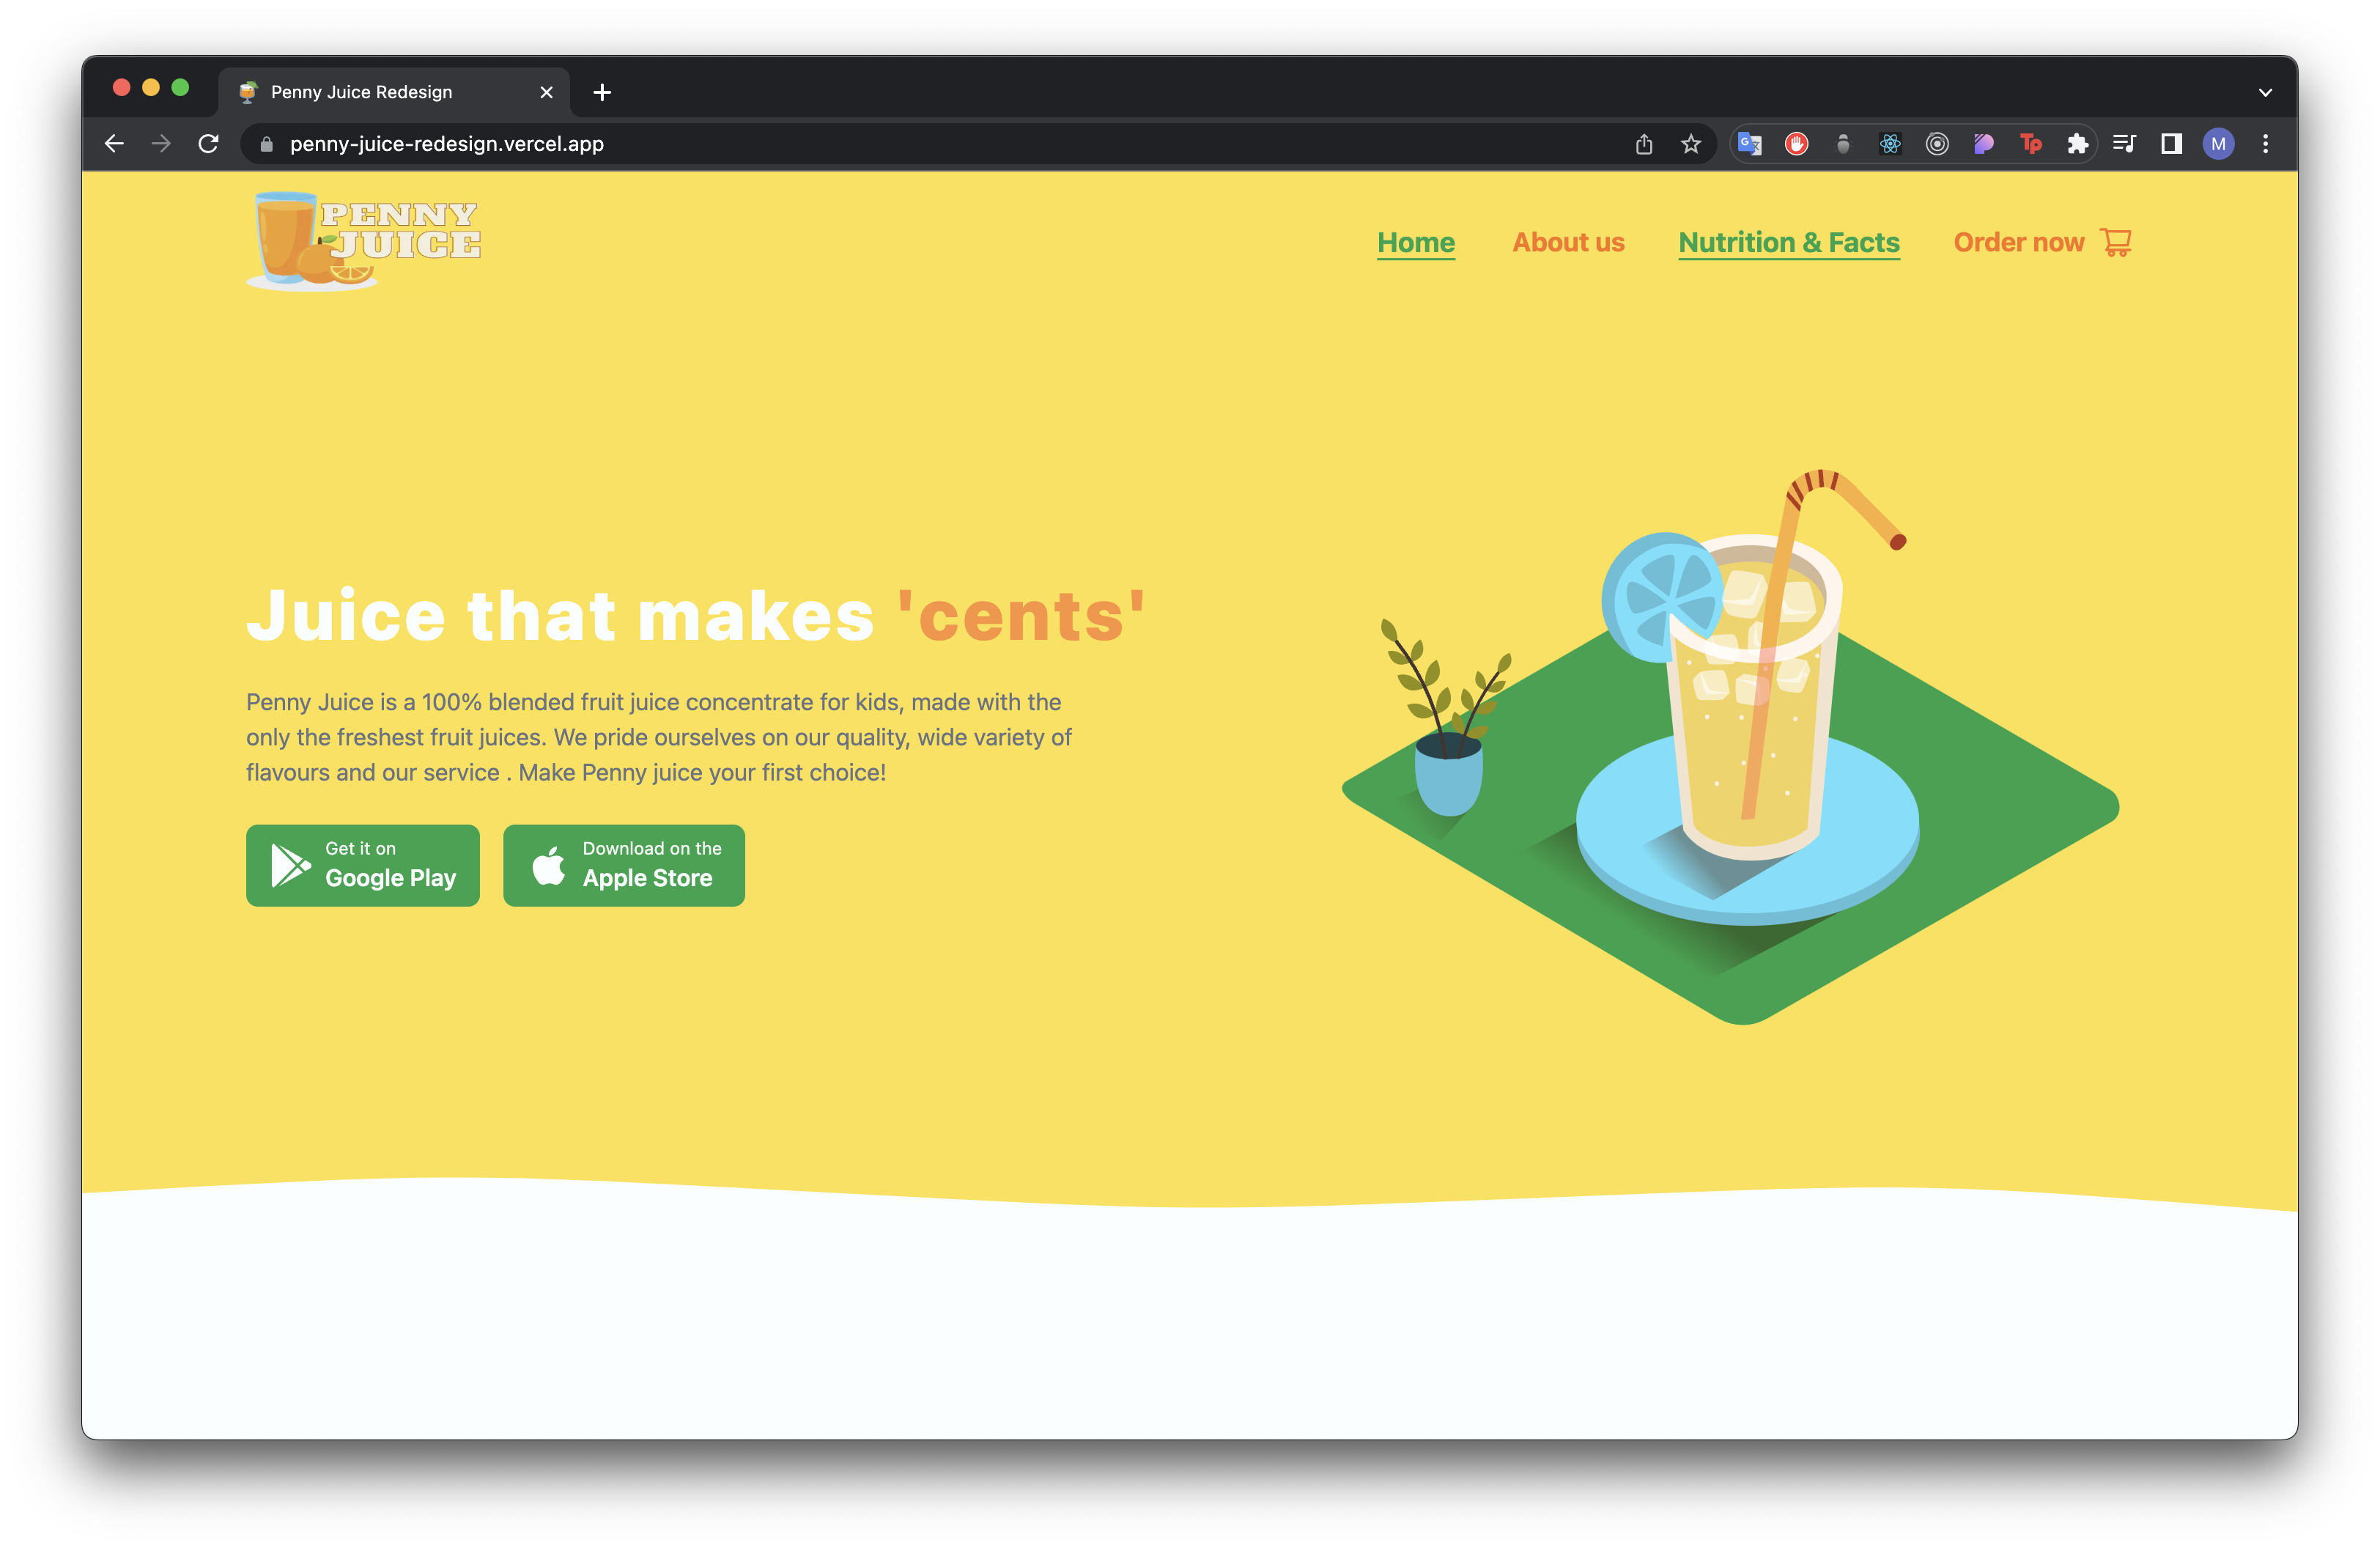 Penny Juice Redesign
penny-juice-redesign.vercel.app
G
Tp
M
PENNY
JUICE
Home About us Nutrition & Facts Order now
Juice that makes 'cents'
Penny Juice is a 100% blended fruit juice concentrate for kids, made with the
only the freshest fruit juices. We pride ourselves on our quality, wide variety of
flavours and our service . Make Penny juice your first choice!
Get it on
Google Play
Download on the
Apple Store